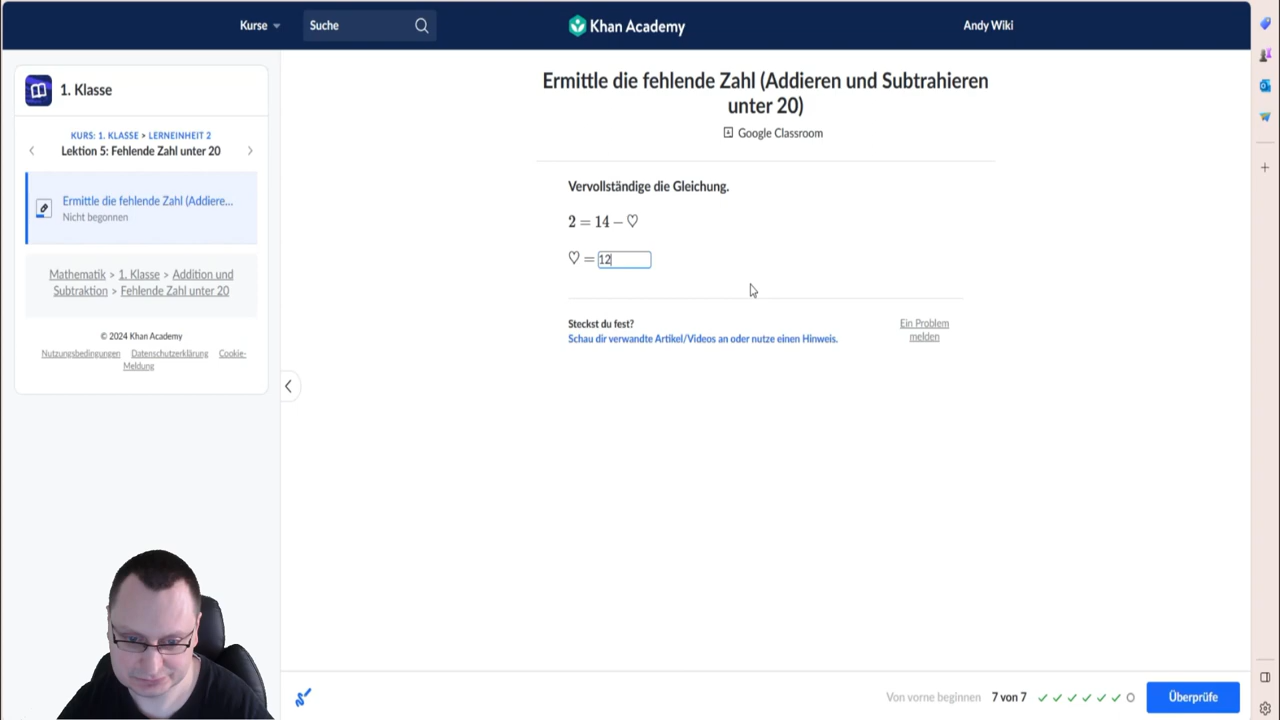 Kurse
Suche
Khan Academy
Andy Wiki
1. Klasse
KURS: 1. KLASSE > LERNEINHEIT 2
Lektion 5: Fehlende Zahl unter 20
Ermittle die fehlende Zahl (Addiere...
Nicht begonnen
Mathematik > 1. Klasse > Addition und
Subtraktion > Fehlende Zahl unter 20
© 2024 Khan Academy
Nutzungsbedingungen Datenschutzerklärung Cookie-
Meldung
Ermittle die fehlende Zahl (Addieren und Subtrahieren
unter 20)
Google Classroom
Vervollständige die Gleichung.
2 = 14 − ♡
♡ = 12
Steckst du fest?
Schau dir verwandte Artikel/Videos an oder nutze einen Hinweis.
Ein Problem
melden
Von vorne beginnen
7 von 7
Überprüfe